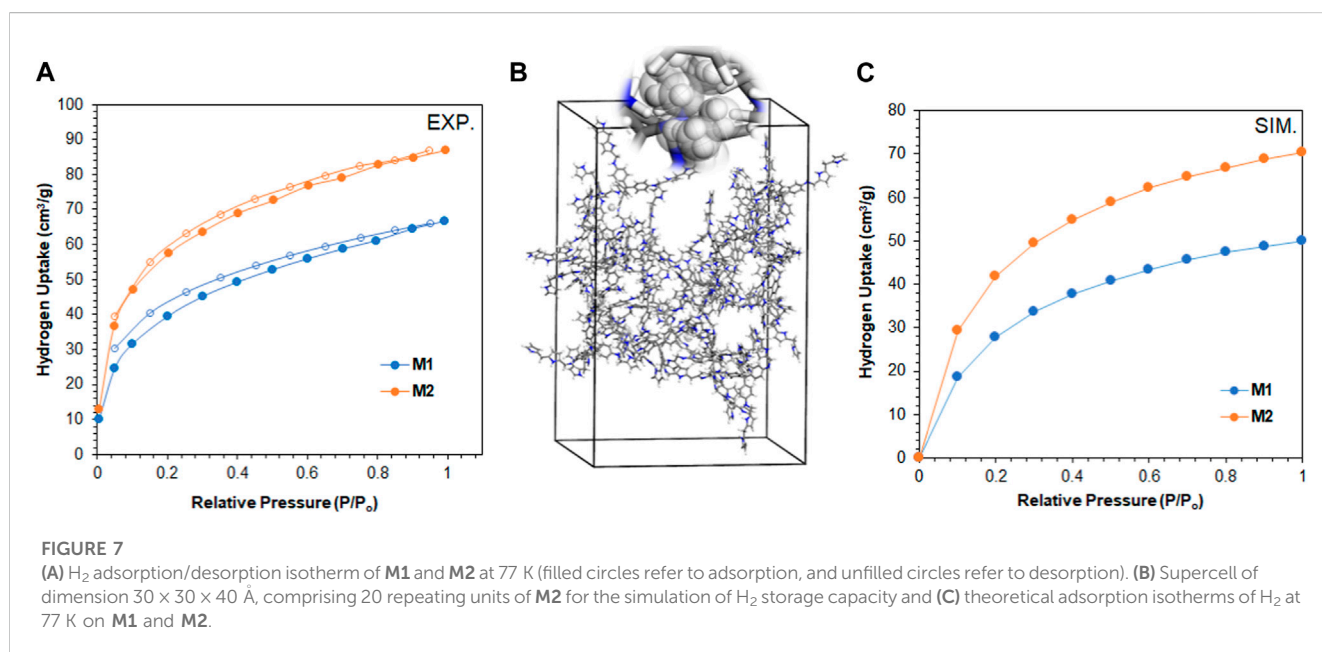 A
B
C
EXP.
100
90
80
70
60
50
40
30
20
10
0
Hydrogen Uptake (cm³/g)
M1
M2
0 0.2 0.4 0.6 0.8 1
Relative Pressure (P/Pₒ)
SIM.
80
70
60
50
40
30
20
10
0
Hydrogen Uptake (cm³/g)
M1
M2
0 0.2 0.4 0.6 0.8 1
Relative Pressure (P/Pₒ)
FIGURE 7
(A) H₂ adsorption/desorption isotherm of M1 and M2 at 77 K (filled circles refer to adsorption, and unfilled circles refer to desorption). (B) Supercell of
dimension 30 × 30 × 40 Å, comprising 20 repeating units of M2 for the simulation of H₂ storage capacity and (C) theoretical adsorption isotherms of H₂ at
77 K on M1 and M2.